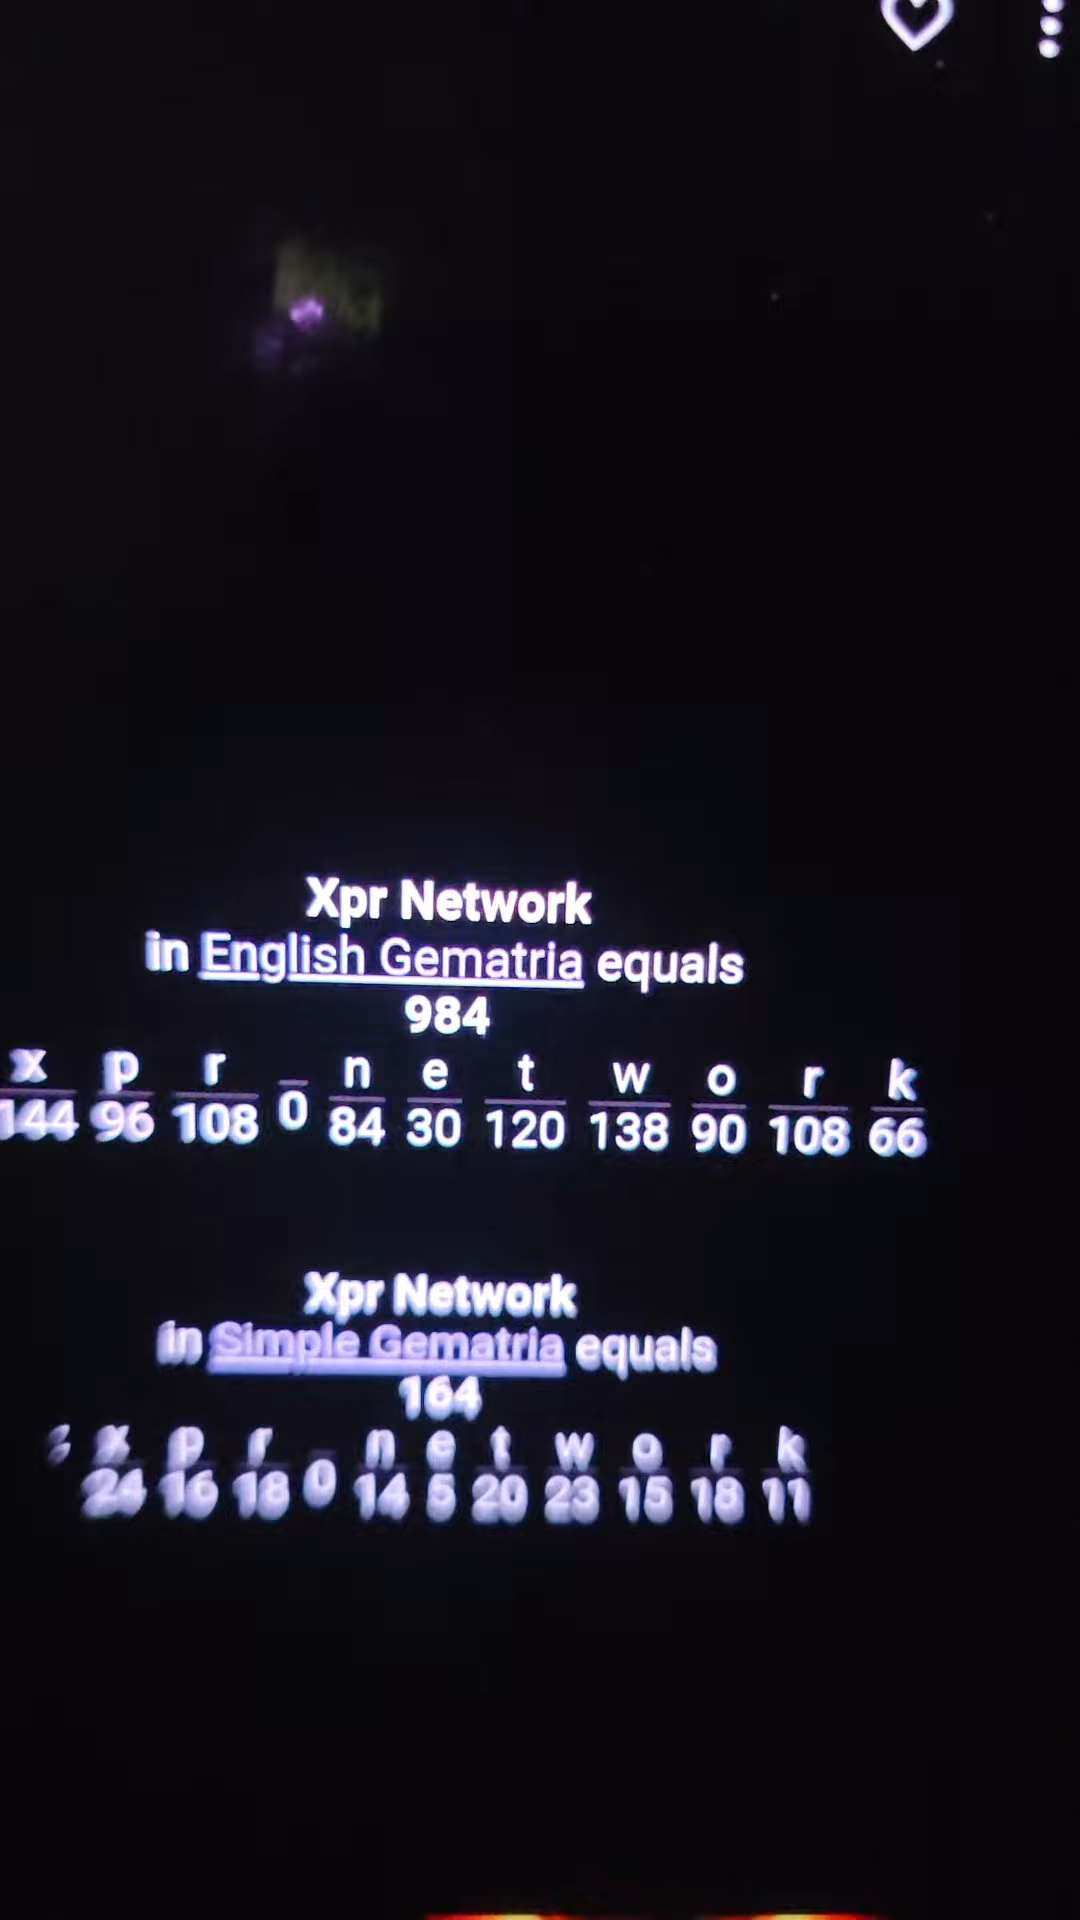 Xpr Network
in English Gematria equals
984
x p r n e t w o r k
144 96 108 0 84 30 120 138 90 108 66
Xpr Network
in Simple Gematria equals
164
x p r n e t w o r k
24 16 18 0 14 5 20 23 15 18 11